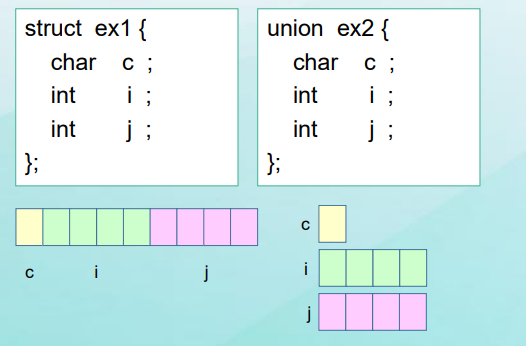 struct ex1 {
char c ;
int i ;
int j ;
};
union ex2 {
char c ;
int i ;
int j ;
};
c i j
c
i
j